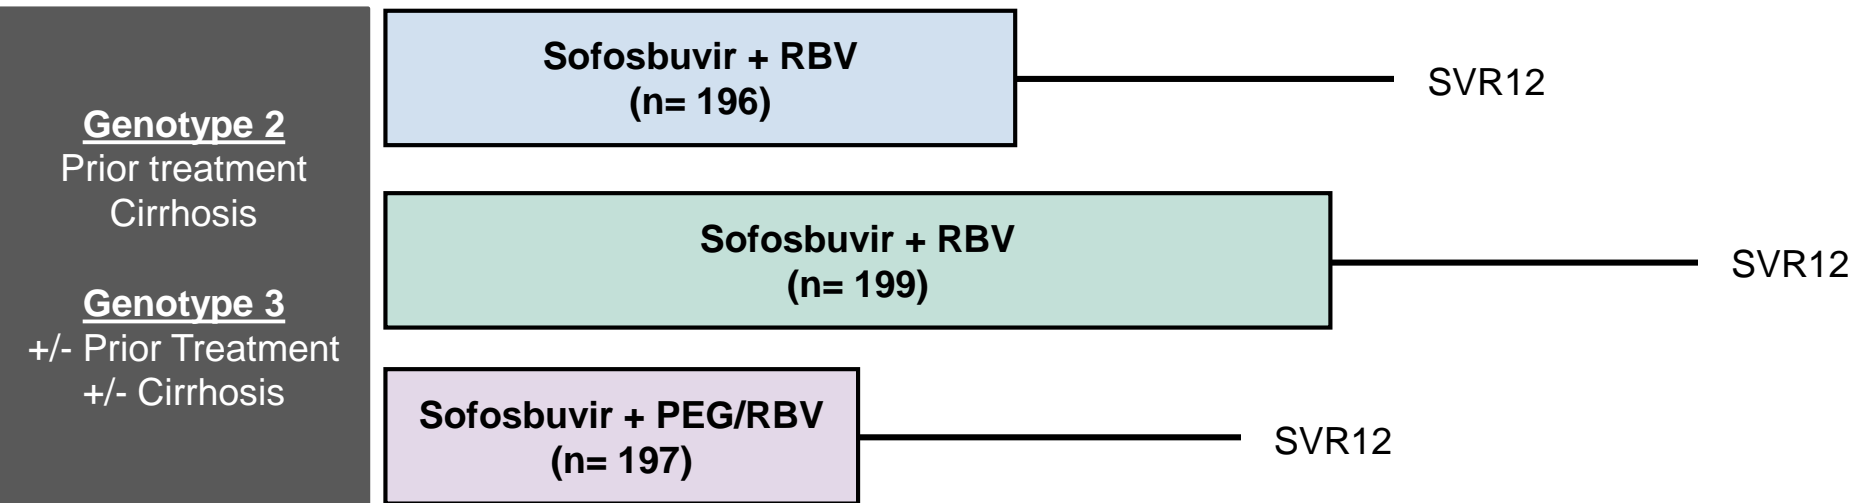 Genotype 2
Prior treatment
Cirrhosis
Genotype 3
+/- Prior Treatment
+/- Cirrhosis
Sofosbuvir + RBV
(n= 196)
SVR12
Sofosbuvir + RBV
(n= 199)
SVR12
Sofosbuvir + PEG/RBV
(n= 197)
SVR12